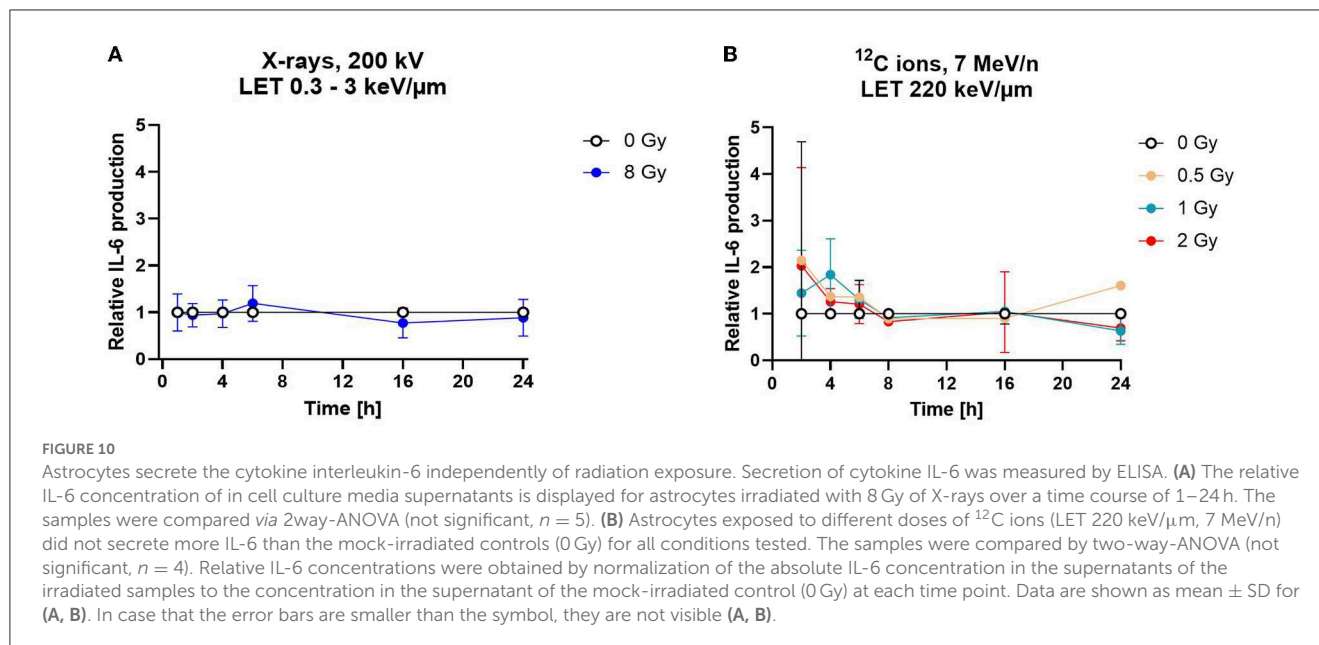 A
X-rays, 200 kV
LET 0.3 - 3 keV/µm
Relative IL-6 production
5
4
3
2
1
0
0 4 8 12 16 20 24
Time [h]
0 Gy
8 Gy
B
¹²C ions, 7 MeV/n
LET 220 keV/µm
Relative IL-6 production
5
4
3
2
1
0
0 4 8 12 16 20 24
Time [h]
0 Gy
0.5 Gy
1 Gy
2 Gy
FIGURE 10
Astrocytes secrete the cytokine interleukin-6 independently of radiation exposure. Secretion of cytokine IL-6 was measured by ELISA. (A) The relative
IL-6 concentration of in cell culture media supernatants is displayed for astrocytes irradiated with 8 Gy of X-rays over a time course of 1–24 h. The
samples were compared via 2way-ANOVA (not significant, n = 5). (B) Astrocytes exposed to different doses of ¹²C ions (LET 220 keV/µm, 7 MeV/n)
did not secrete more IL-6 than the mock-irradiated controls (0 Gy) for all conditions tested. The samples were compared by two-way-ANOVA (not
significant, n = 4). Relative IL-6 concentrations were obtained by normalization of the absolute IL-6 concentration in the supernatants of the
irradiated samples to the concentration in the supernatant of the mock-irradiated control (0 Gy) at each time point. Data are shown as mean ± SD for
(A, B). In case that the error bars are smaller than the symbol, they are not visible (A, B).